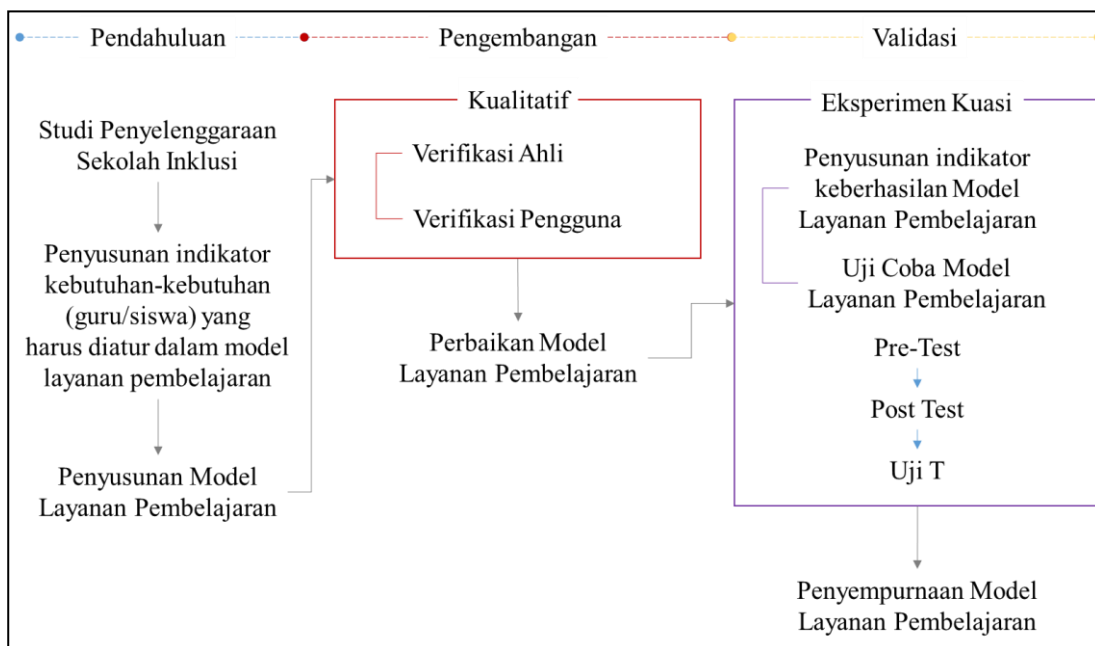 Pendahuluan
Pengembangan
Validasi
Studi Penyelenggaraan
Sekolah Inklusi
Penyusunan indikator
kebutuhan-kebutuhan
(guru/siswa) yang
harus diatur dalam model
layanan pembelajaran
Penyusunan Model
Layanan Pembelajaran
Kualitatif
Verifikasi Ahli
Verifikasi Pengguna
Perbaikan Model
Layanan Pembelajaran
Eksperimen Kuasi
Penyusunan indikator
keberhasilan Model
Layanan Pembelajaran
Uji Coba Model
Layanan Pembelajaran
Pre-Test
Post Test
Uji T
Penyempurnaan Model
Layanan Pembelajaran